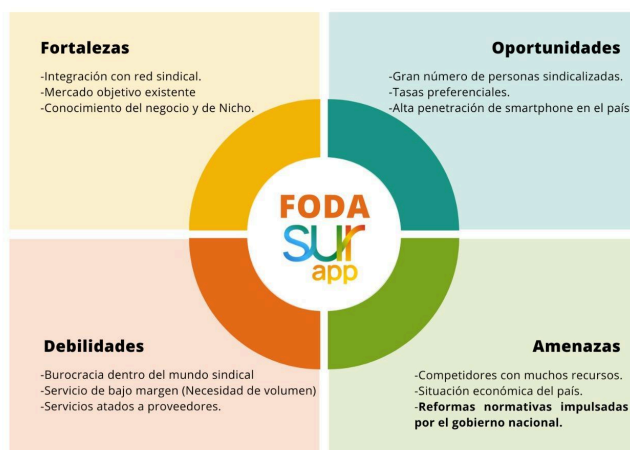 Fortalezas
-Integración con red sindical.
-Mercado objetivo existente
-Conocimiento del negocio y de Nicho.
Oportunidades
-Gran número de personas sindicalizadas.
-Tasas preferenciales.
-Alta penetración de smartphone en el país
FODA
sur
app
Debilidades
-Burocracia dentro del mundo sindical
-Servicio de bajo margen (Necesidad de volumen)
-Servicios atados a proveedores.
Amenazas
-Competidores con muchos recursos.
-Situación económica del país.
-Reformas normativas impulsadas
por el gobierno nacional.